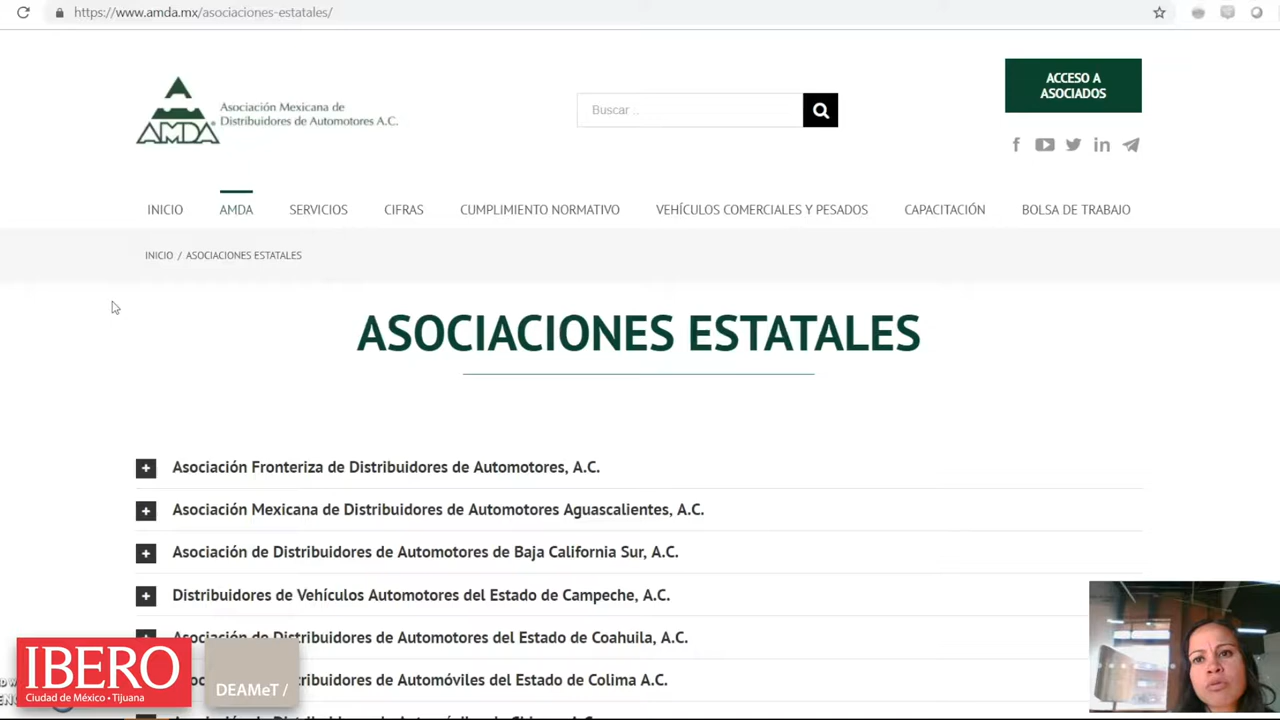 https://www.amda.mx/asociaciones-estatales/
ACCESO A
ASOCIADOS
AMDA
Asociación Mexicana de
Distribuidores de Automotores A.C.
Buscar ..
INICIO AMDA SERVICIOS CIFRAS CUMPLIMIENTO NORMATIVO VEHÍCULOS COMERCIALES Y PESADOS CAPACITACIÓN BOLSA DE TRABAJO
INICIO / ASOCIACIONES ESTATALES
ASOCIACIONES ESTATALES
Asociación Fronteriza de Distribuidores de Automotores, A.C.
Asociación Mexicana de Distribuidores de Automotores Aguascalientes, A.C.
Asociación de Distribuidores de Automotores de Baja California Sur, A.C.
Distribuidores de Vehículos Automotores del Estado de Campeche, A.C.
Asociación de Distribuidores de Automotores del Estado de Coahuila, A.C.
de Automóviles del Estado de Colima A.C.
IBERO
Ciudad de México • Tijuana
DEAMeT /